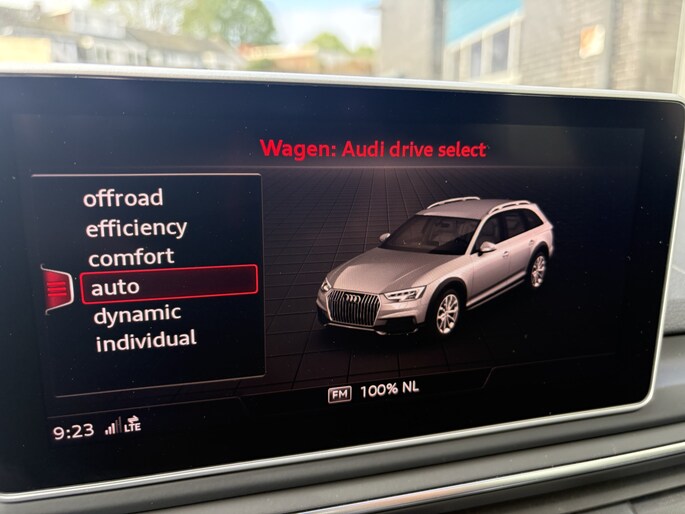 Wagen: Audi drive select
offroad
efficiency
comfort
auto
dynamic
individual
FM 100% NL
9:23 LTE